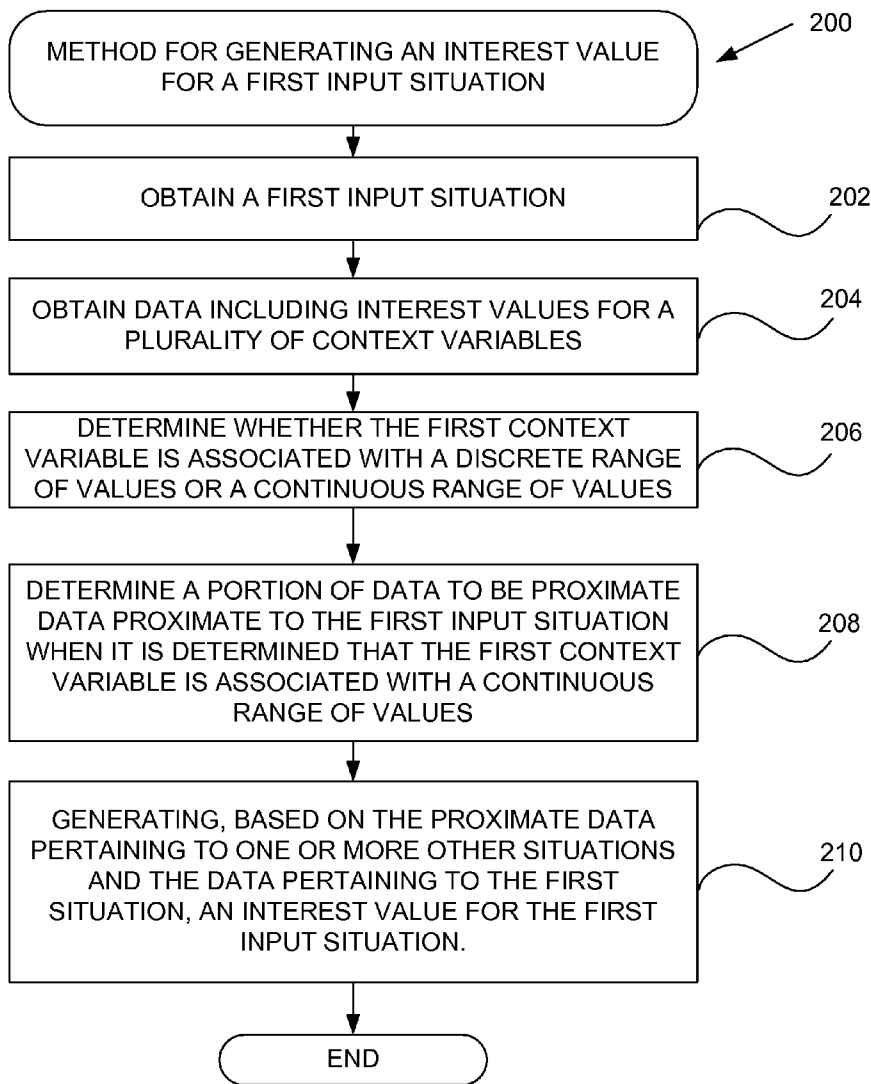 METHOD FOR GENERATING AN INTEREST VALUE
FOR A FIRST INPUT SITUATION
200
OBTAIN A FIRST INPUT SITUATION
202
OBTAIN DATA INCLUDING INTEREST VALUES FOR A
PLURALITY OF CONTEXT VARIABLES
204
DETERMINE WHETHER THE FIRST CONTEXT
VARIABLE IS ASSOCIATED WITH A DISCRETE RANGE
OF VALUES OR A CONTINUOUS RANGE OF VALUES
206
DETERMINE A PORTION OF DATA TO BE PROXIMATE
DATA PROXIMATE TO THE FIRST INPUT SITUATION
WHEN IT IS DETERMINED THAT THE FIRST CONTEXT
VARIABLE IS ASSOCIATED WITH A CONTINUOUS
RANGE OF VALUES
208
GENERATING, BASED ON THE PROXIMATE DATA
PERTAINING TO ONE OR MORE OTHER SITUATIONS
AND THE DATA PERTAINING TO THE FIRST
SITUATION, AN INTEREST VALUE FOR THE FIRST
INPUT SITUATION.
210
END